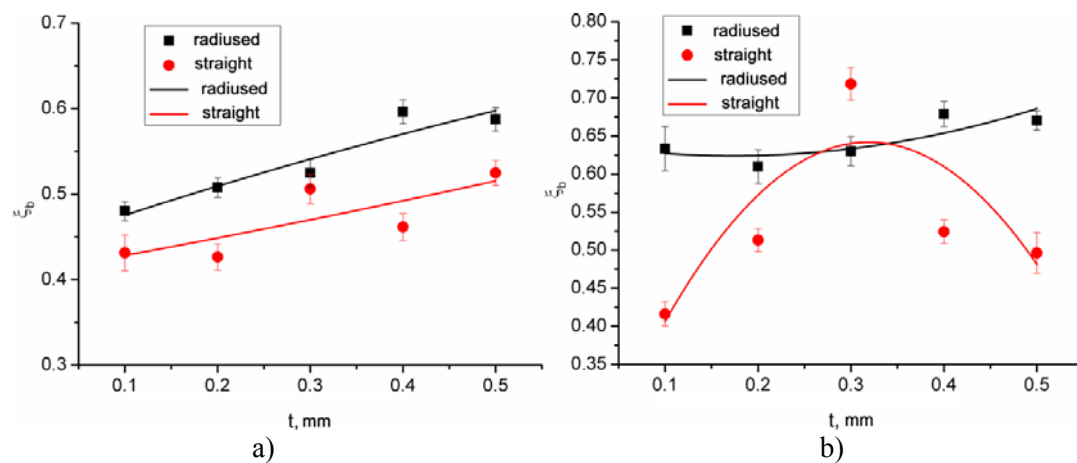 0.7
0.6
0.5
0.4
0.3
ξb
radiused
straight
radiused
straight
0.1 0.2 0.3 0.4 0.5
t, mm
a)
0.80
0.75
0.70
0.65
0.60
0.55
0.50
0.45
0.40
0.35
ξb
radiused
straight
radiused
straight
0.1 0.2 0.3 0.4 0.5
t, mm
b)